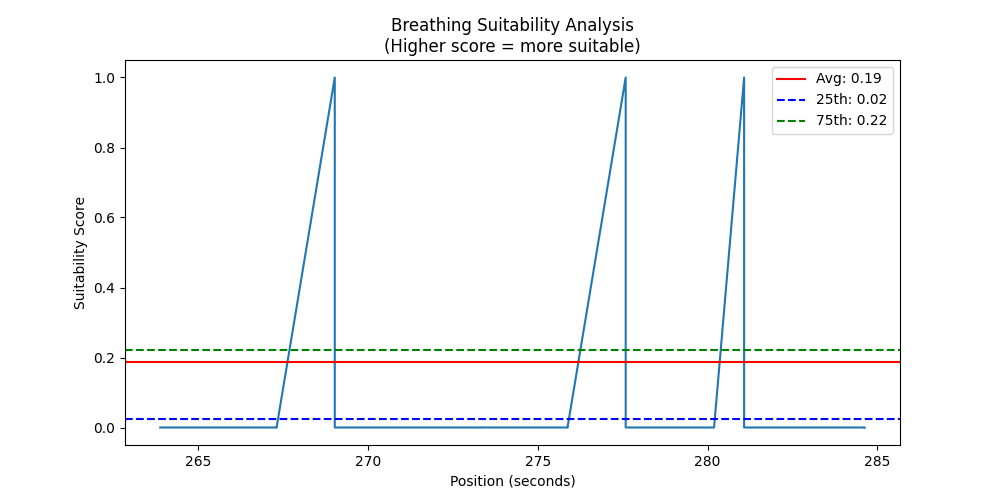 Breathing Suitability Analysis
(Higher score = more suitable)
Avg: 0.19
25th: 0.02
75th: 0.22
Suitability Score
1.0
0.8
0.6
0.4
0.2
0.0
265
270
275
280
285
Position (seconds)